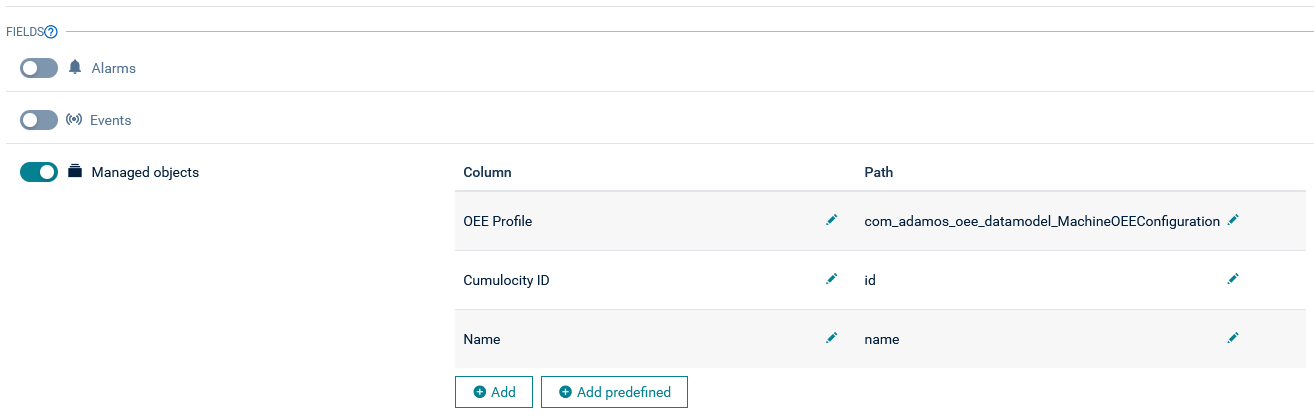 FIELDS
Alarms
Events
Managed objects
Column Path
OEE Profile com_adamos_oee_datamodel_MachineOEEConfiguration
Cumulocity ID id
Name name
Add Add predefined